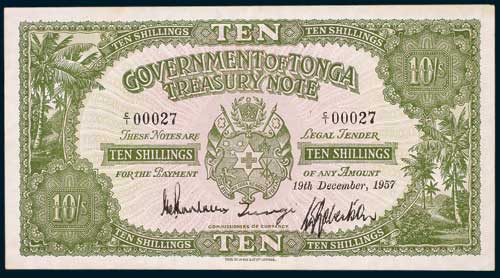 TEN
TEN SHILLINGS TEN SHILLINGS
GOVERNMENT OF TONGA
TREASURY NOTE
10/- 10/-
C/1 00027 C/1 00027
THESE NOTES ARE LEGAL TENDER
TEN SHILLINGS TEN SHILLINGS
FOR THE PAYMENT OF ANY AMOUNT
19th December, 1957
10/- 10/-
COMMISSIONERS OF CURRENCY
TEN SHILLINGS TEN SHILLINGS
TEN